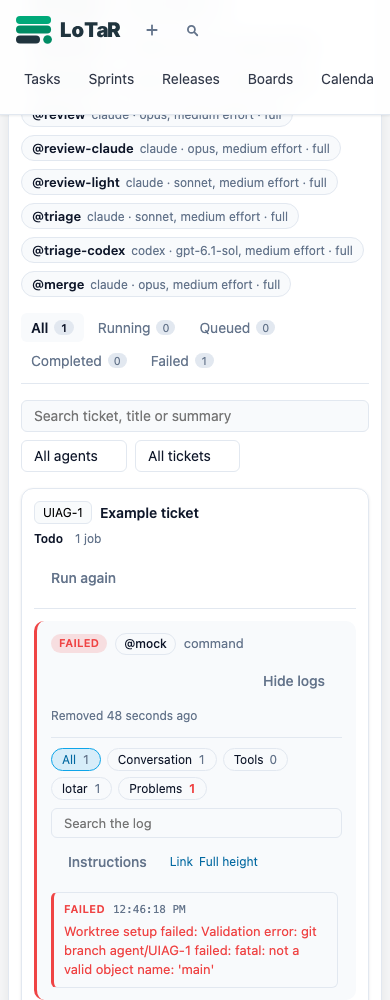 LoTaR
Tasks Sprints Releases Boards Calenda
@review claude · opus, medium effort · full
@review-claude claude · opus, medium effort · full
@review-light claude · sonnet, medium effort · full
@triage claude · sonnet, medium effort · full
@triage-codex codex · gpt-6.1-sol, medium effort · full
@merge claude · opus, medium effort · full
All 1 Running 0 Queued 0
Completed 0 Failed 1
Search ticket, title or summary
All agents All tickets
UIAG-1 Example ticket
Todo 1 job
Run again
FAILED @mock command
Hide logs
Removed 48 seconds ago
All 1 Conversation 1 Tools 0
lotar 1 Problems 1
Search the log
Instructions Link Full height
FAILED 12:46:18 PM
Worktree setup failed: Validation error: git
branch agent/UIAG-1 failed: fatal: not a
valid object name: 'main'